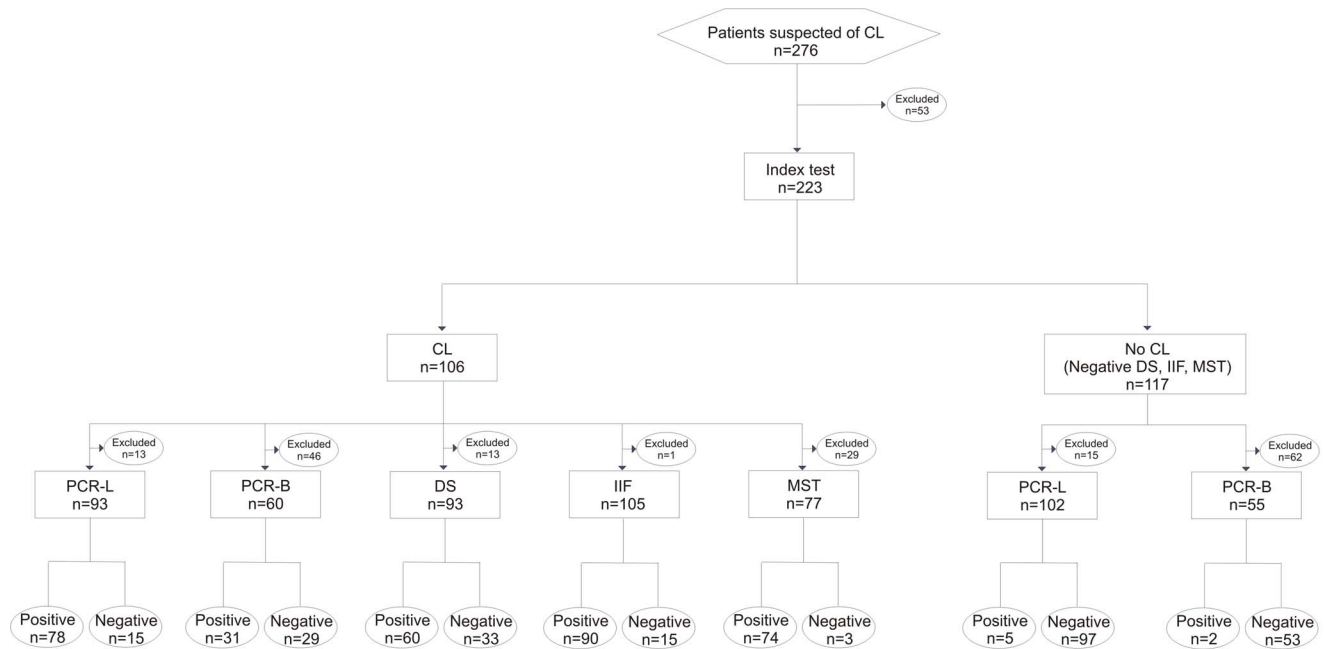 Patients suspected of CL
n=276
Excluded
n=53
Index test
n=223
CL
n=106
No CL
(Negative DS, IIF, MST)
n=117
Excluded
n=13
Excluded
n=46
Excluded
n=13
Excluded
n=1
Excluded
n=29
Excluded
n=15
Excluded
n=62
PCR-L
n=93
PCR-B
n=60
DS
n=93
IIF
n=105
MST
n=77
PCR-L
n=102
PCR-B
n=55
Positive
n=78
Negative
n=15
Positive
n=31
Negative
n=29
Positive
n=60
Negative
n=33
Positive
n=90
Negative
n=15
Positive
n=74
Negative
n=3
Positive
n=5
Negative
n=97
Positive
n=2
Negative
n=53